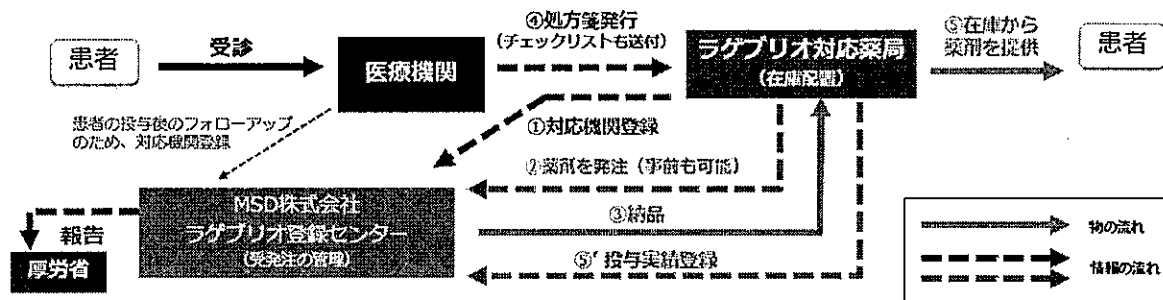 患者
受診
医療機関
④処方箋発行
(チェックリストも送付)
ラゲブリオ対応薬局
(在庫配置)
⑤在庫から
薬剤を提供
患者
患者の投与後のフォローアップ
のため、対応機関登録
①対応機関登録
②薬剤を発注（事前も可能）
MSD株式会社
ラゲブリオ登録センター
(受発注の管理)
③納品
⑤’投与実績登録
報告
厚労省
物の流れ
情報の流れ